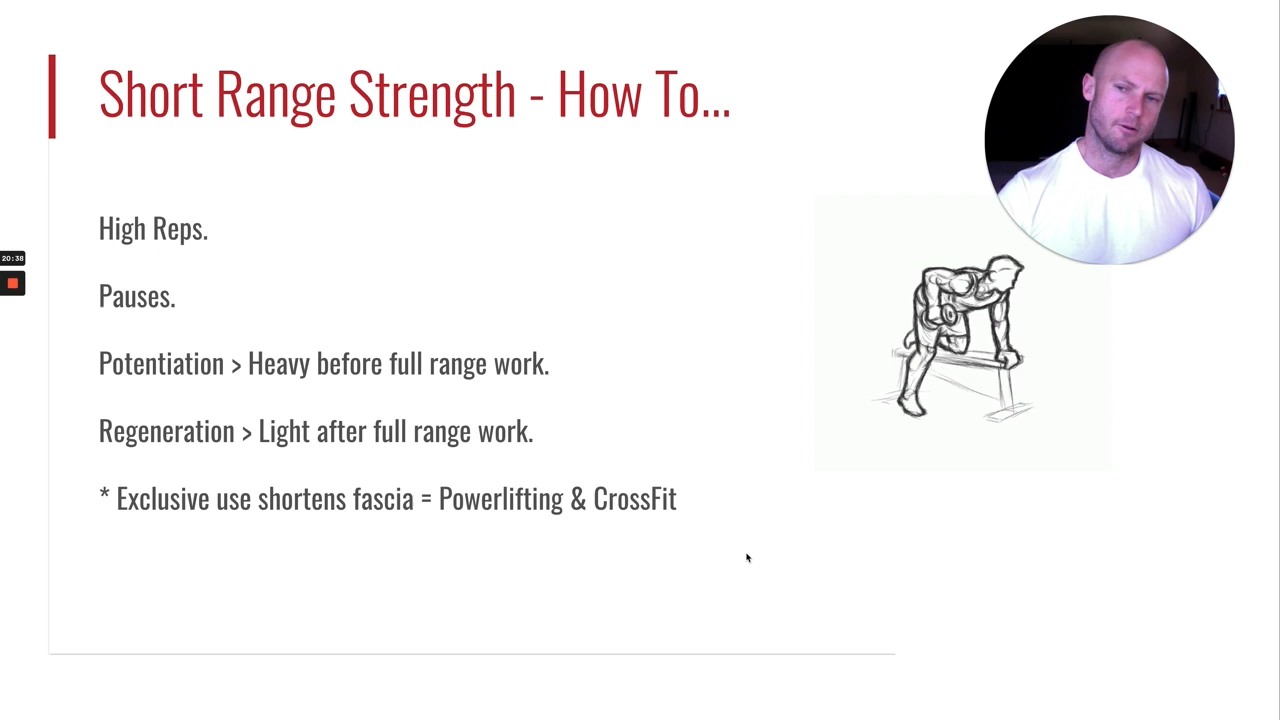 Short Range Strength - How To...
High Reps.
20:38
Pauses.
Potentiation > Heavy before full range work.
Regeneration > Light after full range work.
* Exclusive use shortens fascia = Powerlifting & CrossFit